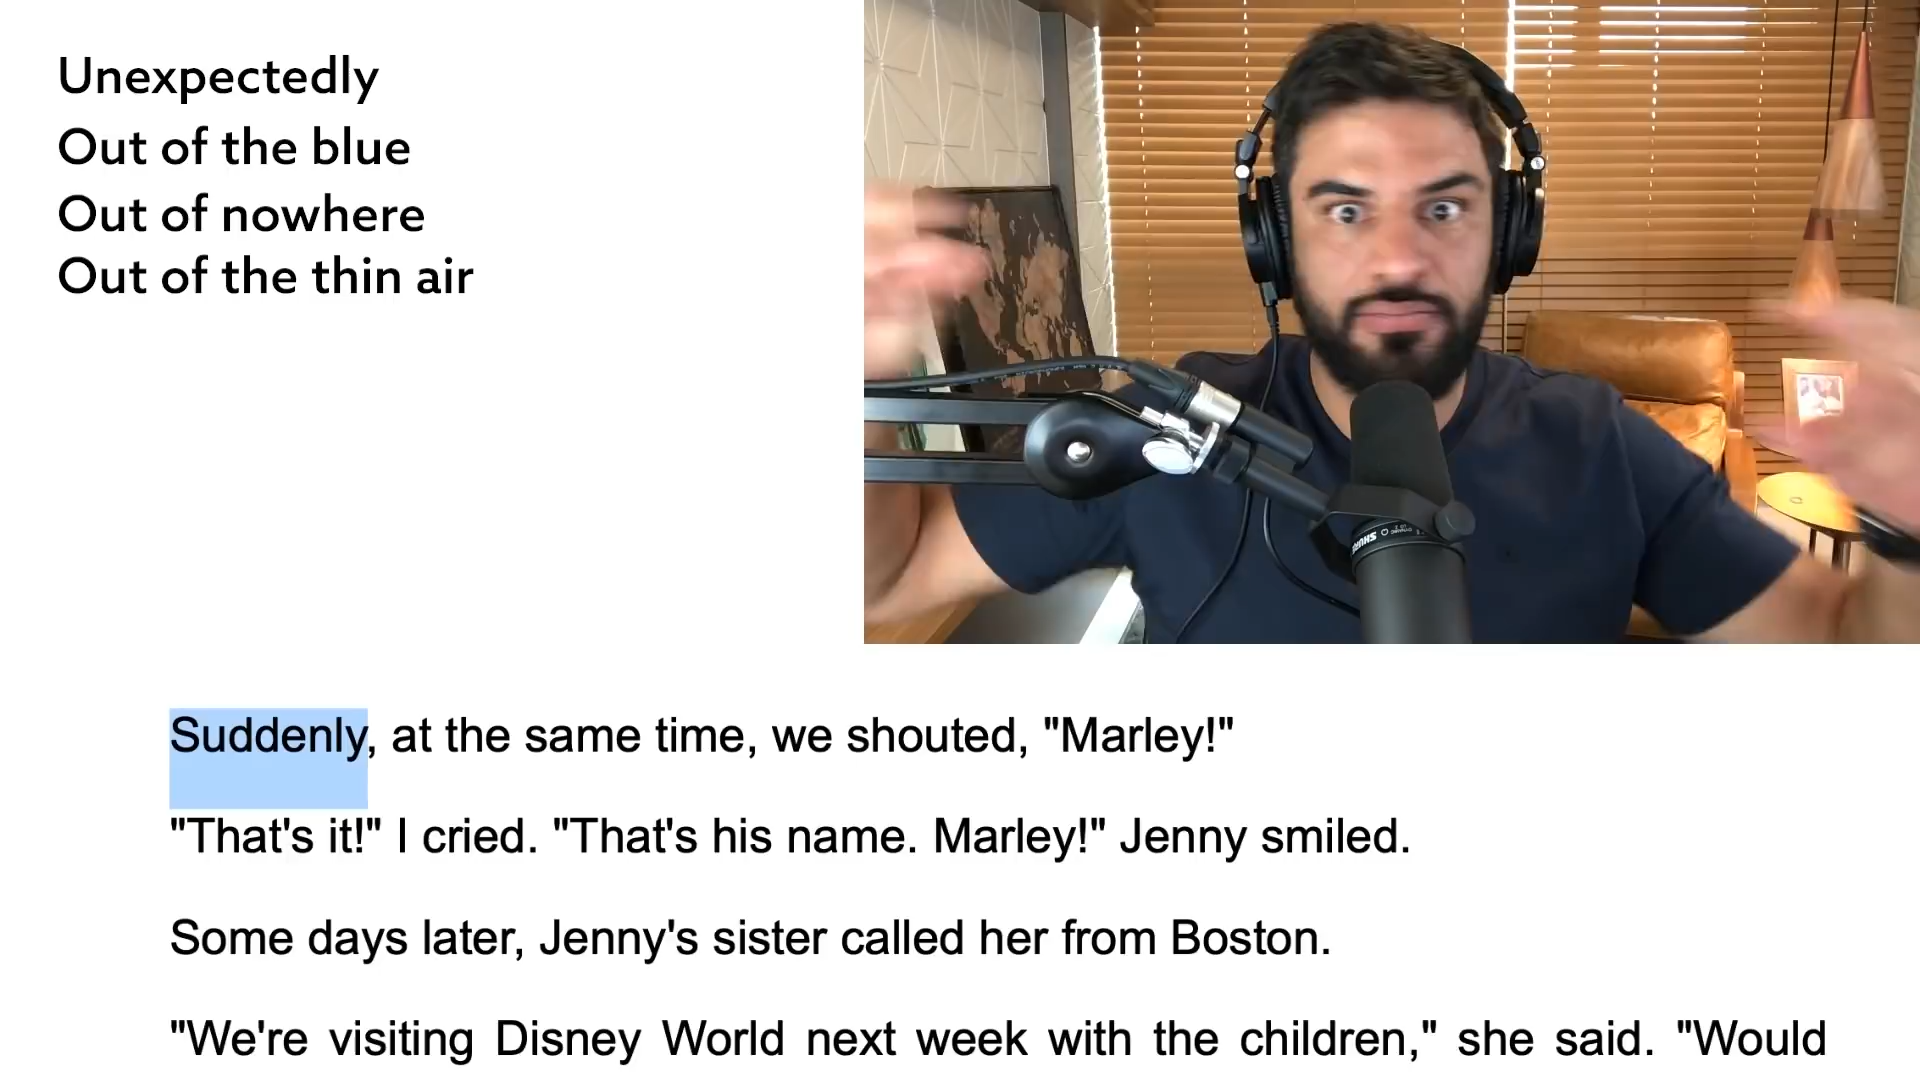 Unexpectedly
Out of the blue
Out of nowhere
Out of the thin air
SHURE
Suddenly, at the same time, we shouted, "Marley!"
"That's it!" I cried. "That's his name. Marley!" Jenny smiled.
Some days later, Jenny's sister called her from Boston.
"We're visiting Disney World next week with the children," she said. "Would